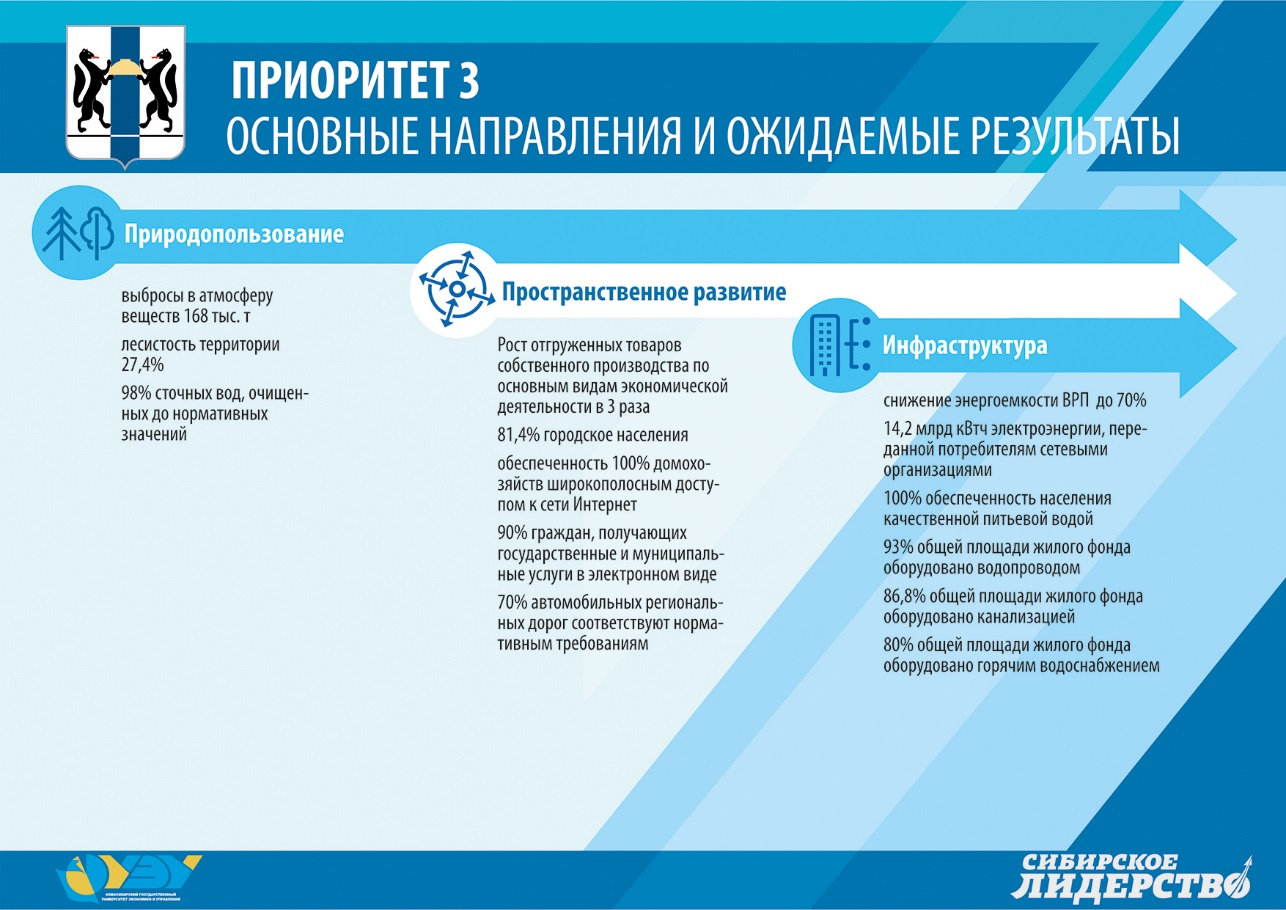 ПРИОРИТЕТ 3
ОСНОВНЫЕ НАПРАВЛЕНИЯ И ОЖИДАЕМЫЕ РЕЗУЛЬТАТЫ
Природопользование
выбросы в атмосферу
веществ 168 тыс. т
лесистость территории
27,4%
98% сточных вод, очищен-
ных до нормативных
значений
Пространственное развитие
Рост отгруженных товаров
собственного производства по
основным видам экономической
деятельности в 3 раза
81,4% городское населения
обеспеченность 100% домохо-
зяйств широкополосным досту-
пом к сети Интернет
90% граждан, получающих
государственные и муниципаль-
ные услуги в электронном виде
70% автомобильных региональ-
ных дорог соответствуют норма-
тивным требованиям
Инфраструктура
снижение энергоемкости ВРП до 70%
14,2 млрд кВтч электроэнергии, пере-
данной потребителям сетевыми
организациями
100% обеспеченность населения
качественной питьевой водой
93% общей площади жилого фонда
оборудовано водопроводом
86,8% общей площади жилого фонда
оборудовано канализацией
80% общей площади жилого фонда
оборудовано горячим водоснабжением
НОВОСИБИРСКИЙ ГОСУДАРСТВЕННЫЙ
УНИВЕРСИТЕТ ЭКОНОМИКИ И УПРАВЛЕНИЯ
СИБИРСКОЕ
ЛИДЕРСТВО